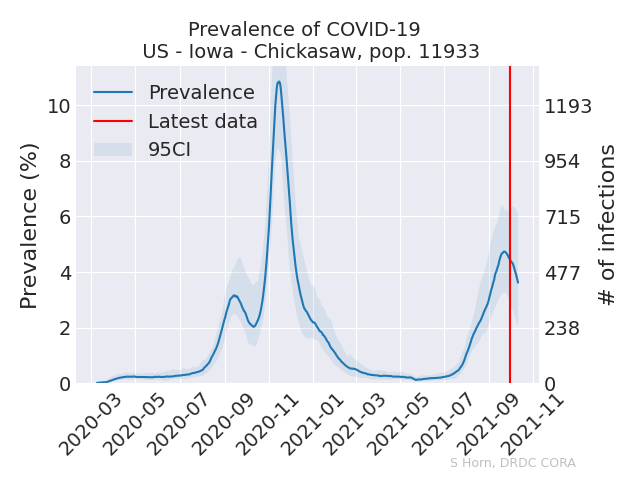 Prevalence of COVID-19
US - Iowa - Chickasaw, pop. 11933
Prevalence
Latest data
95CI
Prevalence (%)
10
8
6
4
2
0
# of infections
1193
954
715
477
238
0
2020-03
2020-05
2020-07
2020-09
2020-11
2021-01
2021-03
2021-05
2021-07
2021-09
2021-11
S Horn, DRDC CORA